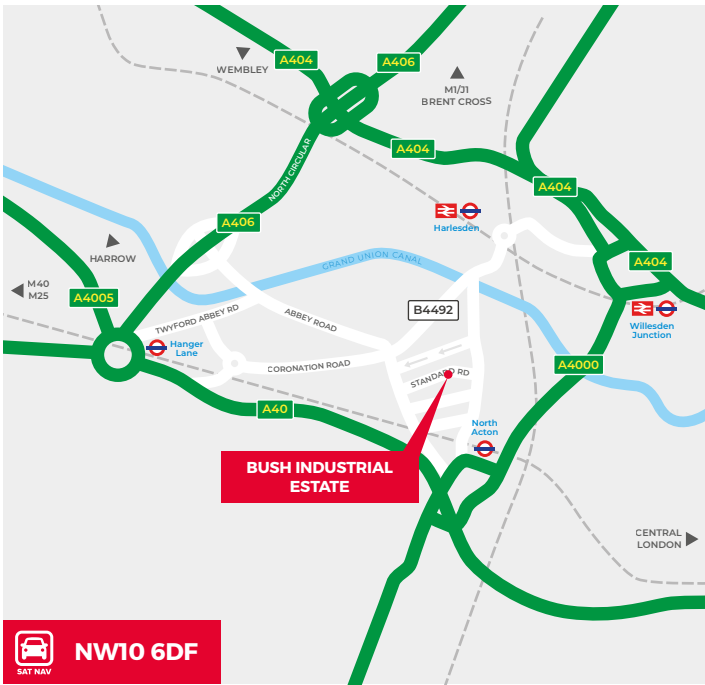 A404
A406
WEMBLEY
M1/J1
BRENT CROSS
A404
NORTH CIRCULAR
A404
A406
Harlesden
HARROW
GRAND UNION CANAL
A404
M40
M25
A4005
B4492
TWYFORD ABBEY RD
ABBEY ROAD
Willesden
Junction
Hanger
Lane
CORONATION ROAD
STANDARD RD
A4000
A40
North
Acton
BUSH INDUSTRIAL
ESTATE
CENTRAL
LONDON
NW10 6DF
SAT NAV